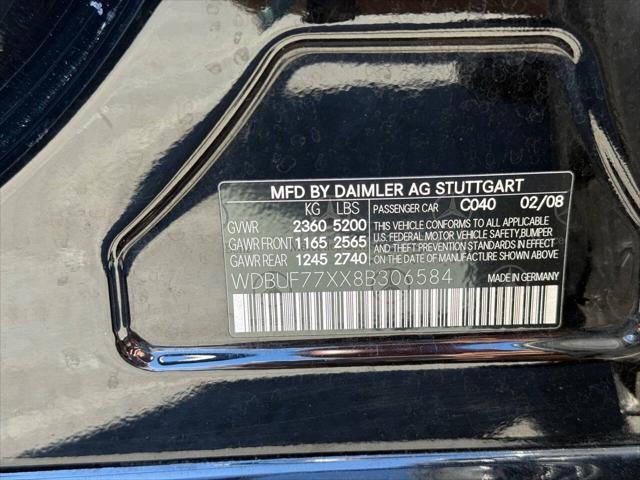 MFD BY DAIMLER AG STUTTGART
KG LBS PASSENGER CAR C040 02/08
GVWR 2360 5200
GAWR FRONT 1165 2565
GAWR REAR 1245 2740
THIS VEHICLE CONFORMS TO ALL APPLICABLE
U.S. FEDERAL MOTOR VEHICLE SAFETY,BUMPER
AND THEFT PREVENTION STANDARDS IN EFFECT
ON THE DATE OF MANUFACTURE SHOWN ABOVE.
WDBUF77XX8B306584 MADE IN GERMANY